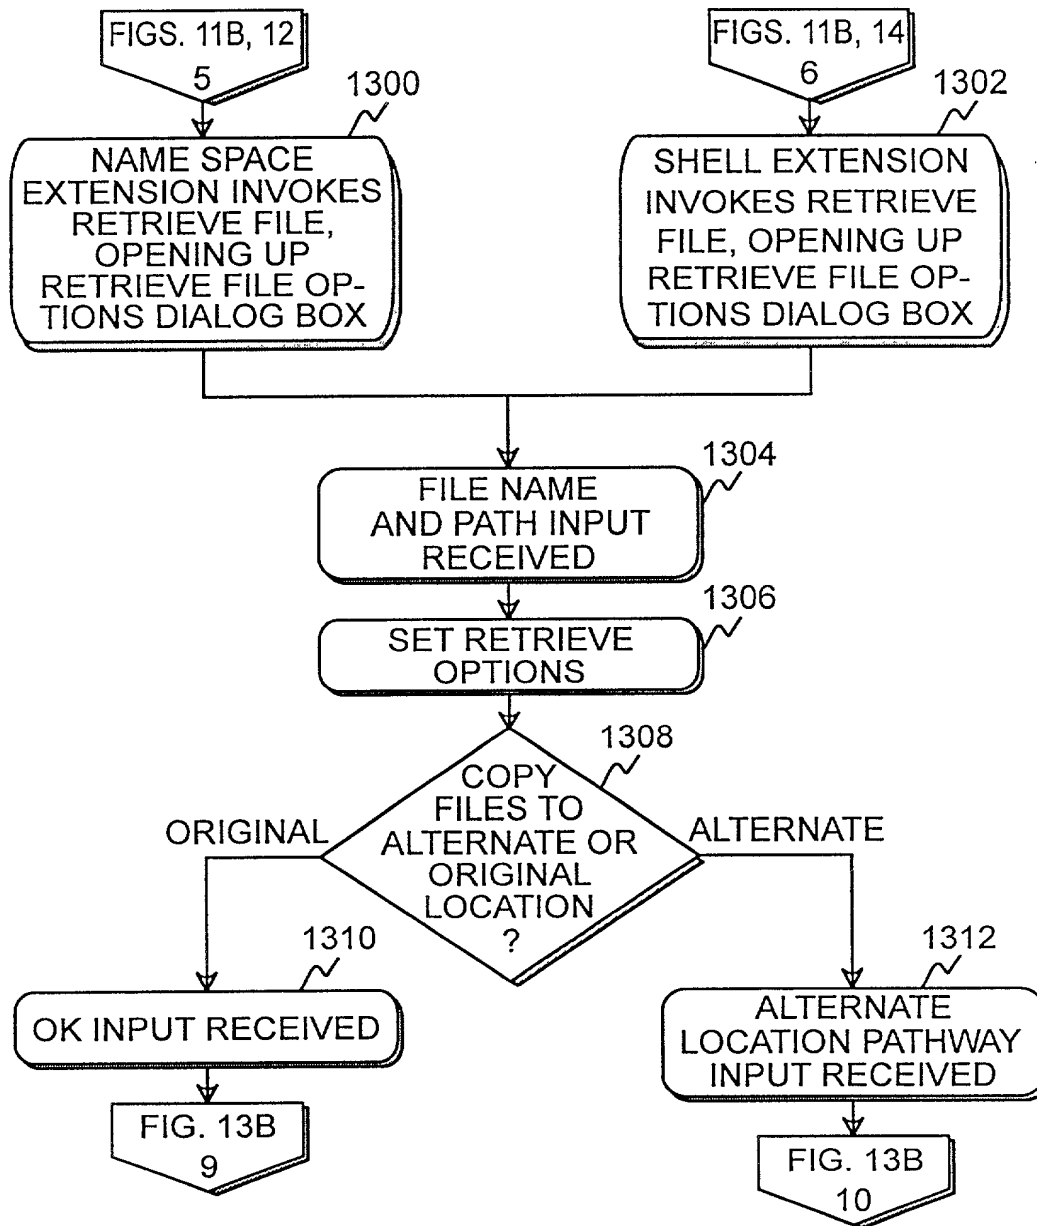 FIGS. 11B, 12
5
FIGS. 11B, 14
6
1300
NAME SPACE
EXTENSION INVOKES
RETRIEVE FILE,
OPENING UP
RETRIEVE FILE OP-
TIONS DIALOG BOX
1302
SHELL EXTENSION
INVOKES RETRIEVE
FILE, OPENING UP
RETRIEVE FILE OP-
TIONS DIALOG BOX
1304
FILE NAME
AND PATH INPUT
RECEIVED
1306
SET RETRIEVE
OPTIONS
1308
COPY
FILES TO
ALTERNATE OR
ORIGINAL
LOCATION
?
ORIGINAL
ALTERNATE
1310
OK INPUT RECEIVED
1312
ALTERNATE
LOCATION PATHWAY
INPUT RECEIVED
FIG. 13B
9
FIG. 13B
10